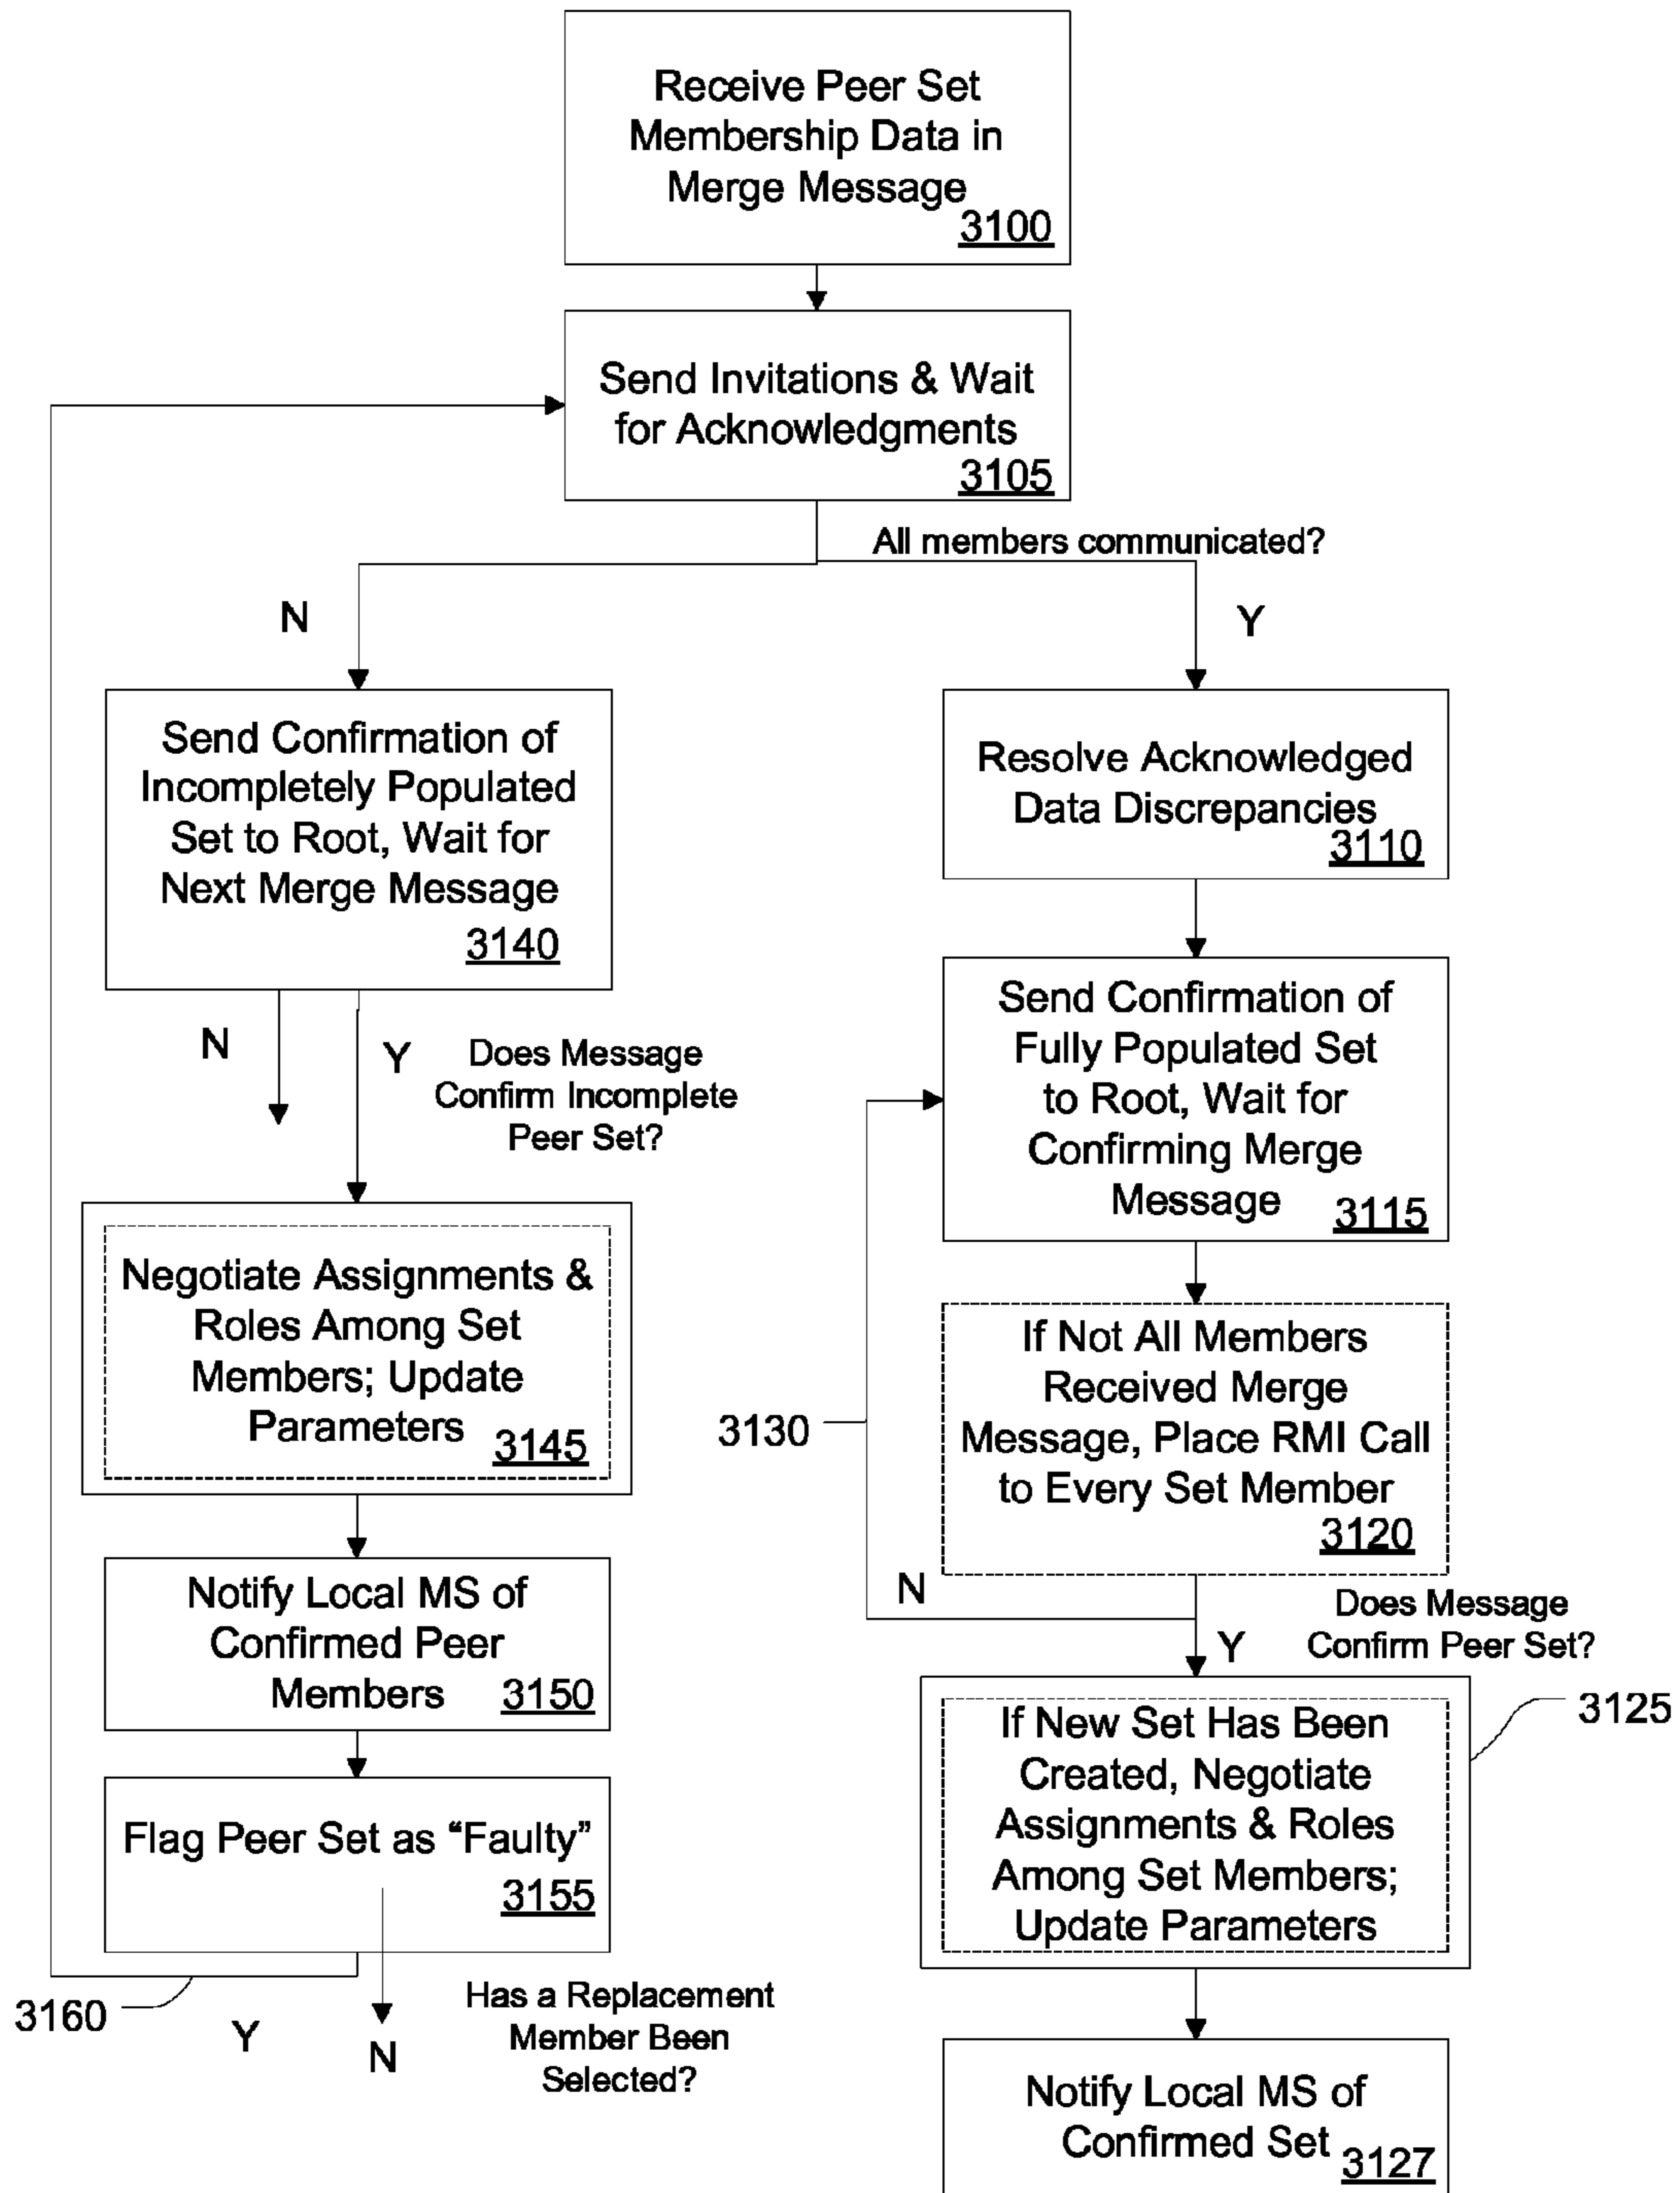 Receive Peer Set
Membership Data in
Merge Message
3100
Send Invitations & Wait
for Acknowledgments
3105
All members communicated?
N
Y
Send Confirmation of
Incompletely Populated
Set to Root, Wait for
Next Merge Message
3140
Resolve Acknowledged
Data Discrepancies
3110
N
Y
Does Message
Confirm Incomplete
Peer Set?
Send Confirmation of
Fully Populated Set
to Root, Wait for
Confirming Merge
Message
3115
Negotiate Assignments &
Roles Among Set
Members; Update
Parameters
3145
3130
If Not All Members
Received Merge
Message, Place RMI Call
to Every Set Member
3120
N
Y
Does Message
Confirm Peer Set?
Notify Local MS of
Confirmed Peer
Members
3150
3125
If New Set Has Been
Created, Negotiate
Assignments & Roles
Among Set Members;
Update Parameters
Flag Peer Set as “Faulty”
3155
3160
Y
N
Has a Replacement
Member Been
Selected?
Notify Local MS of
Confirmed Set
3127